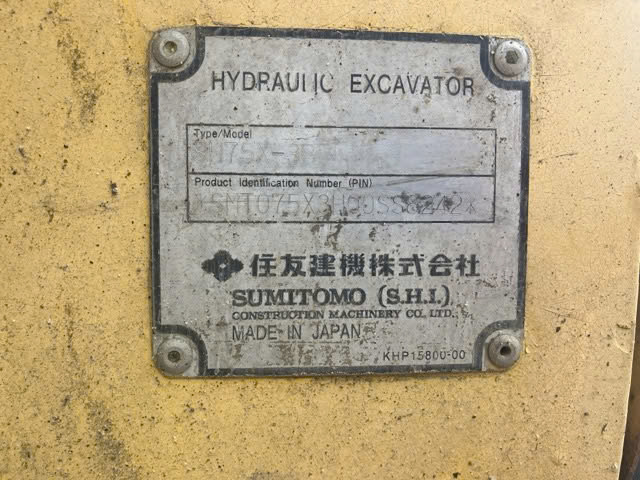 HYDRAULIC EXCAVATOR
Type/Model
Product Identification Number (PIN)
住友建機株式会社
SUMITOMO (S.H.I.)
CONSTRUCTION MACHINERY CO., LTD.
MADE IN JAPAN
KHP15800-00